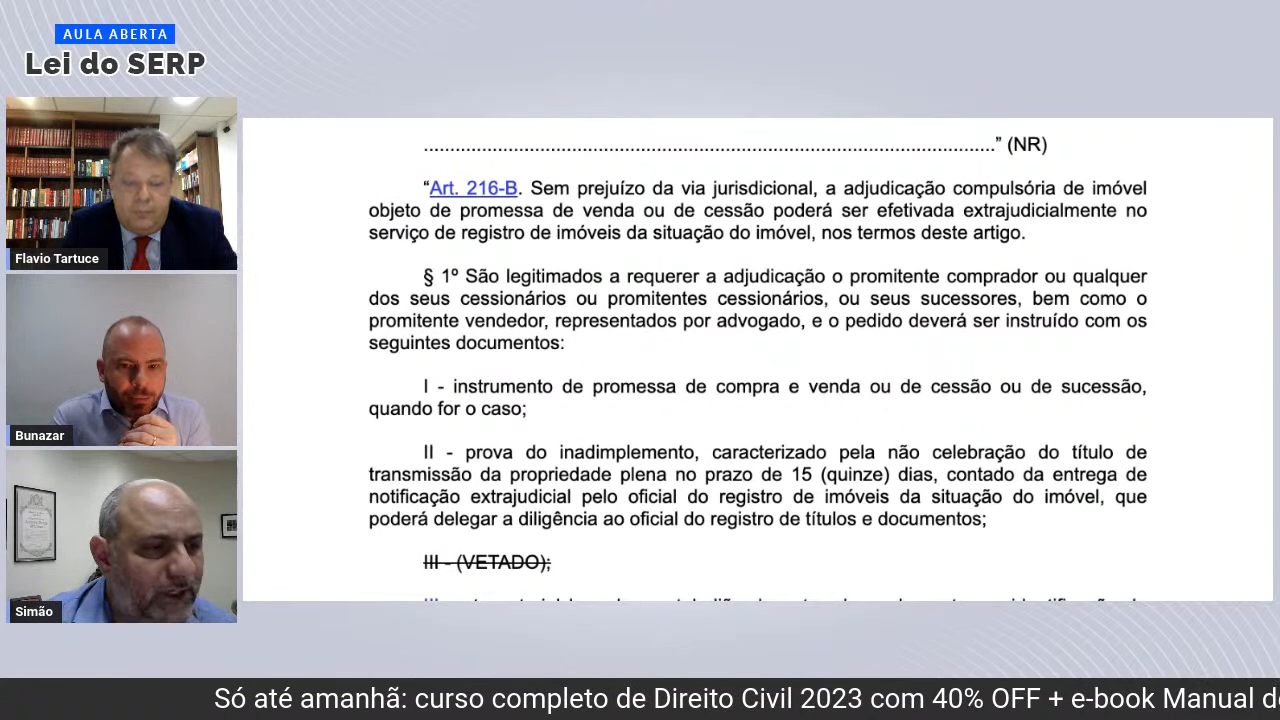 AULA ABERTA
Lei do SERP
Flavio Tartuce
Bunazar
Simão
..............................................................................................................” (NR)
“Art. 216-B. Sem prejuízo da via jurisdicional, a adjudicação compulsória de imóvel
objeto de promessa de venda ou de cessão poderá ser efetivada extrajudicialmente no
serviço de registro de imóveis da situação do imóvel, nos termos deste artigo.
§ 1º São legitimados a requerer a adjudicação o promitente comprador ou qualquer
dos seus cessionários ou promitentes cessionários, ou seus sucessores, bem como o
promitente vendedor, representados por advogado, e o pedido deverá ser instruído com os
seguintes documentos:
I - instrumento de promessa de compra e venda ou de cessão ou de sucessão,
quando for o caso;
II - prova do inadimplemento, caracterizado pela não celebração do título de
transmissão da propriedade plena no prazo de 15 (quinze) dias, contado da entrega de
notificação extrajudicial pelo oficial do registro de imóveis da situação do imóvel, que
poderá delegar a diligência ao oficial do registro de títulos e documentos;
III - (VETADO);
Só até amanhã: curso completo de Direito Civil 2023 com 40% OFF + e-book Manual d